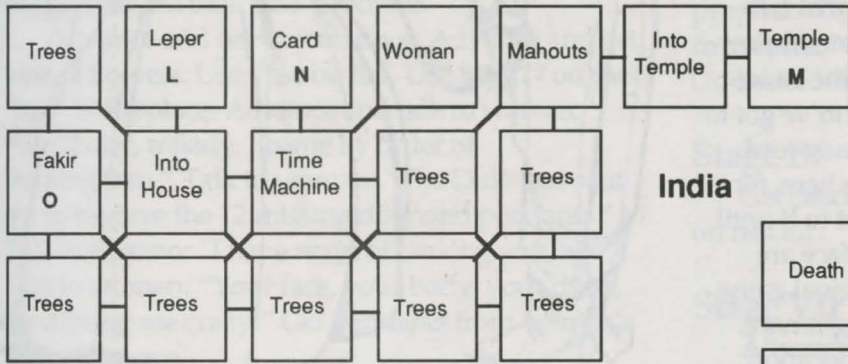 Trees
Leper
L
Card
N
Woman
Mahouts
Into
Temple
Temple
M
Fakir
O
Into
House
Time
Machine
Trees
Trees
India
Trees
Trees
Trees
Trees
Trees
Death